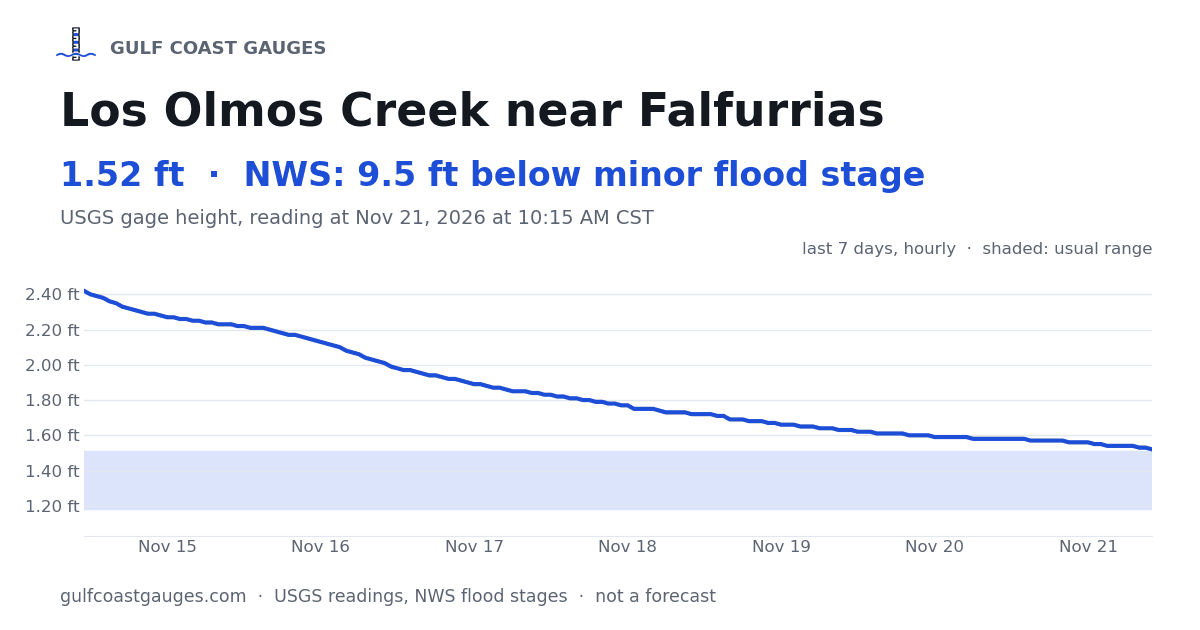 GULF COAST GAUGES
Los Olmos Creek near Falfurrias
1.52 ft · NWS: 9.5 ft below minor flood stage
USGS gage height, reading at Nov 21, 2026 at 10:15 AM CST
last 7 days, hourly · shaded: usual range
2.40 ft
2.20 ft
2.00 ft
1.80 ft
1.60 ft
1.40 ft
1.20 ft
Nov 15 Nov 16 Nov 17 Nov 18 Nov 19 Nov 20 Nov 21
gulfcoastgauges.com · USGS readings, NWS flood stages · not a forecast